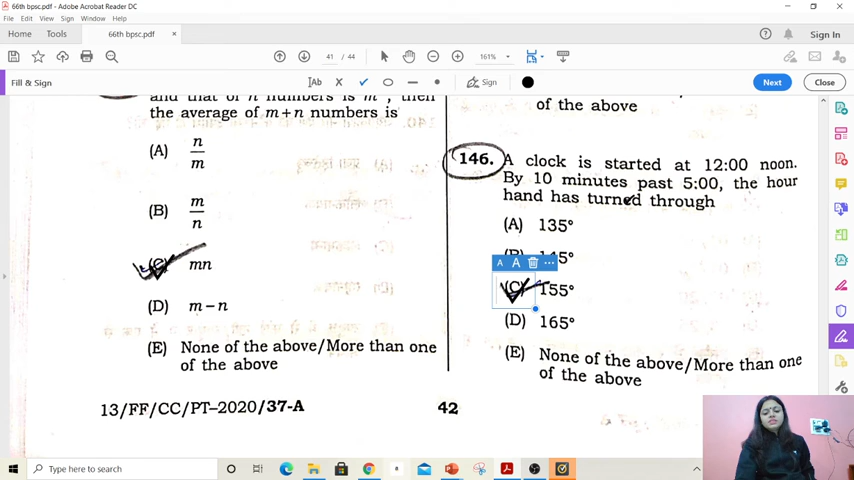 66th bpsc.pdf - Adobe Acrobat Reader DC
File Edit View Sign Window Help
Home Tools 66th bpsc.pdf × Sign In
41 / 44 161%
Fill & Sign Ab Sign Next Close
and that of n numbers is m, then
the average of m+n numbers is
(A) n/m
(B) m/n
(C) mn
(D) m−n
(E) None of the above/More than one
of the above
13/FF/CC/PT–2020/37-A
42
of the above
146. A clock is started at 12:00 noon.
By 10 minutes past 5:00, the hour
hand has turned through
(A) 135°
(B) 145°
A A
(C) 155°
(D) 165°
(E) None of the above/More than one
of the above
Type here to search